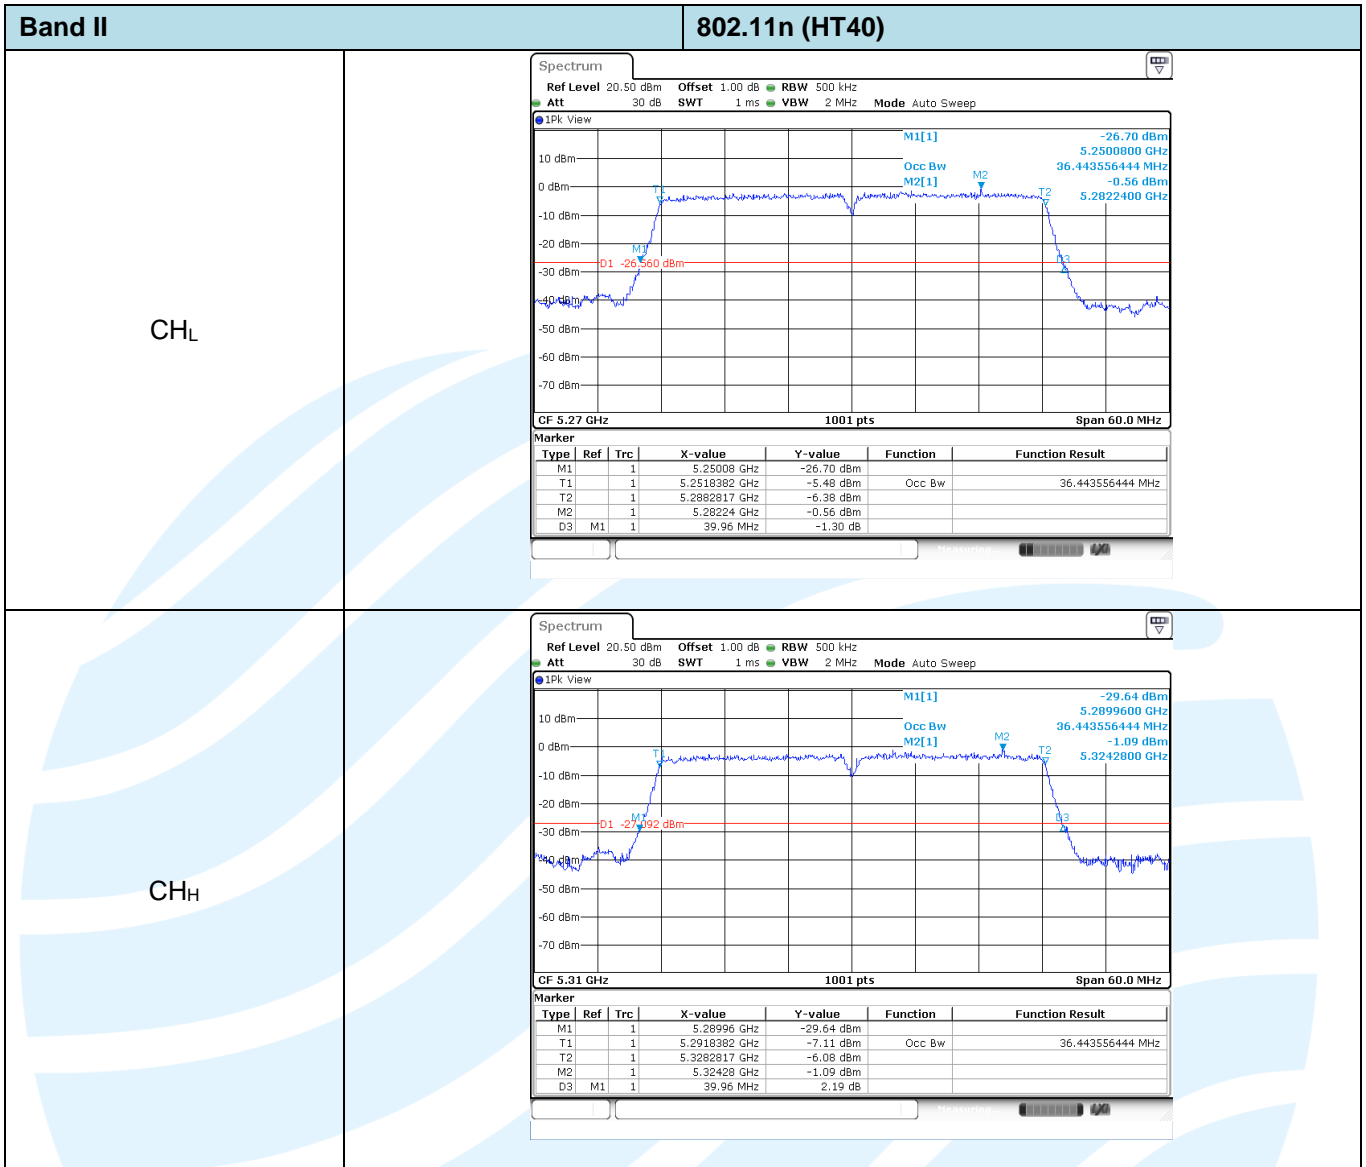 Band II 802.11n (HT40)
CHL
Spectrum
Ref Level 20.50 dBm Offset 1.00 dB RBW 500 kHz
Att 30 dB SWT 1 ms VBW 2 MHz Mode Auto Sweep
1Pk View
M1[1] -26.70 dBm
5.2500800 GHz
10 dBm
Occ Bw 36.443556444 MHz
M2[1] -0.56 dBm
M2
0 dBm
T1
T2
5.2822400 GHz
-10 dBm
-20 dBm
M1
D1 -26.560 dBm
D3
-30 dBm
-40 dBm
-50 dBm
-60 dBm
-70 dBm
CF 5.27 GHz 1001 pts Span 60.0 MHz
Marker
Type Ref Trc X-value Y-value Function Function Result
M1 1 5.25008 GHz -26.70 dBm
T1 1 5.2518382 GHz -5.48 dBm Occ Bw 36.443556444 MHz
T2 1 5.2882817 GHz -6.38 dBm
M2 1 5.28224 GHz -0.56 dBm
D3 M1 1 39.96 MHz -1.30 dB
Measuring...
LXI
CHH
Spectrum
Ref Level 20.50 dBm Offset 1.00 dB RBW 500 kHz
Att 30 dB SWT 1 ms VBW 2 MHz Mode Auto Sweep
1Pk View
M1[1] -29.64 dBm
5.2899600 GHz
10 dBm
Occ Bw 36.443556444 MHz
M2[1] -1.09 dBm
M2
0 dBm
T1
T2
5.3242800 GHz
-10 dBm
-20 dBm
M1
D1 -27.092 dBm
D3
-30 dBm
-40 dBm
-50 dBm
-60 dBm
-70 dBm
CF 5.31 GHz 1001 pts Span 60.0 MHz
Marker
Type Ref Trc X-value Y-value Function Function Result
M1 1 5.28996 GHz -29.64 dBm
T1 1 5.2918382 GHz -7.11 dBm Occ Bw 36.443556444 MHz
T2 1 5.3282817 GHz -6.08 dBm
M2 1 5.32428 GHz -1.09 dBm
D3 M1 1 39.96 MHz 2.19 dB
Measuring...
LXI